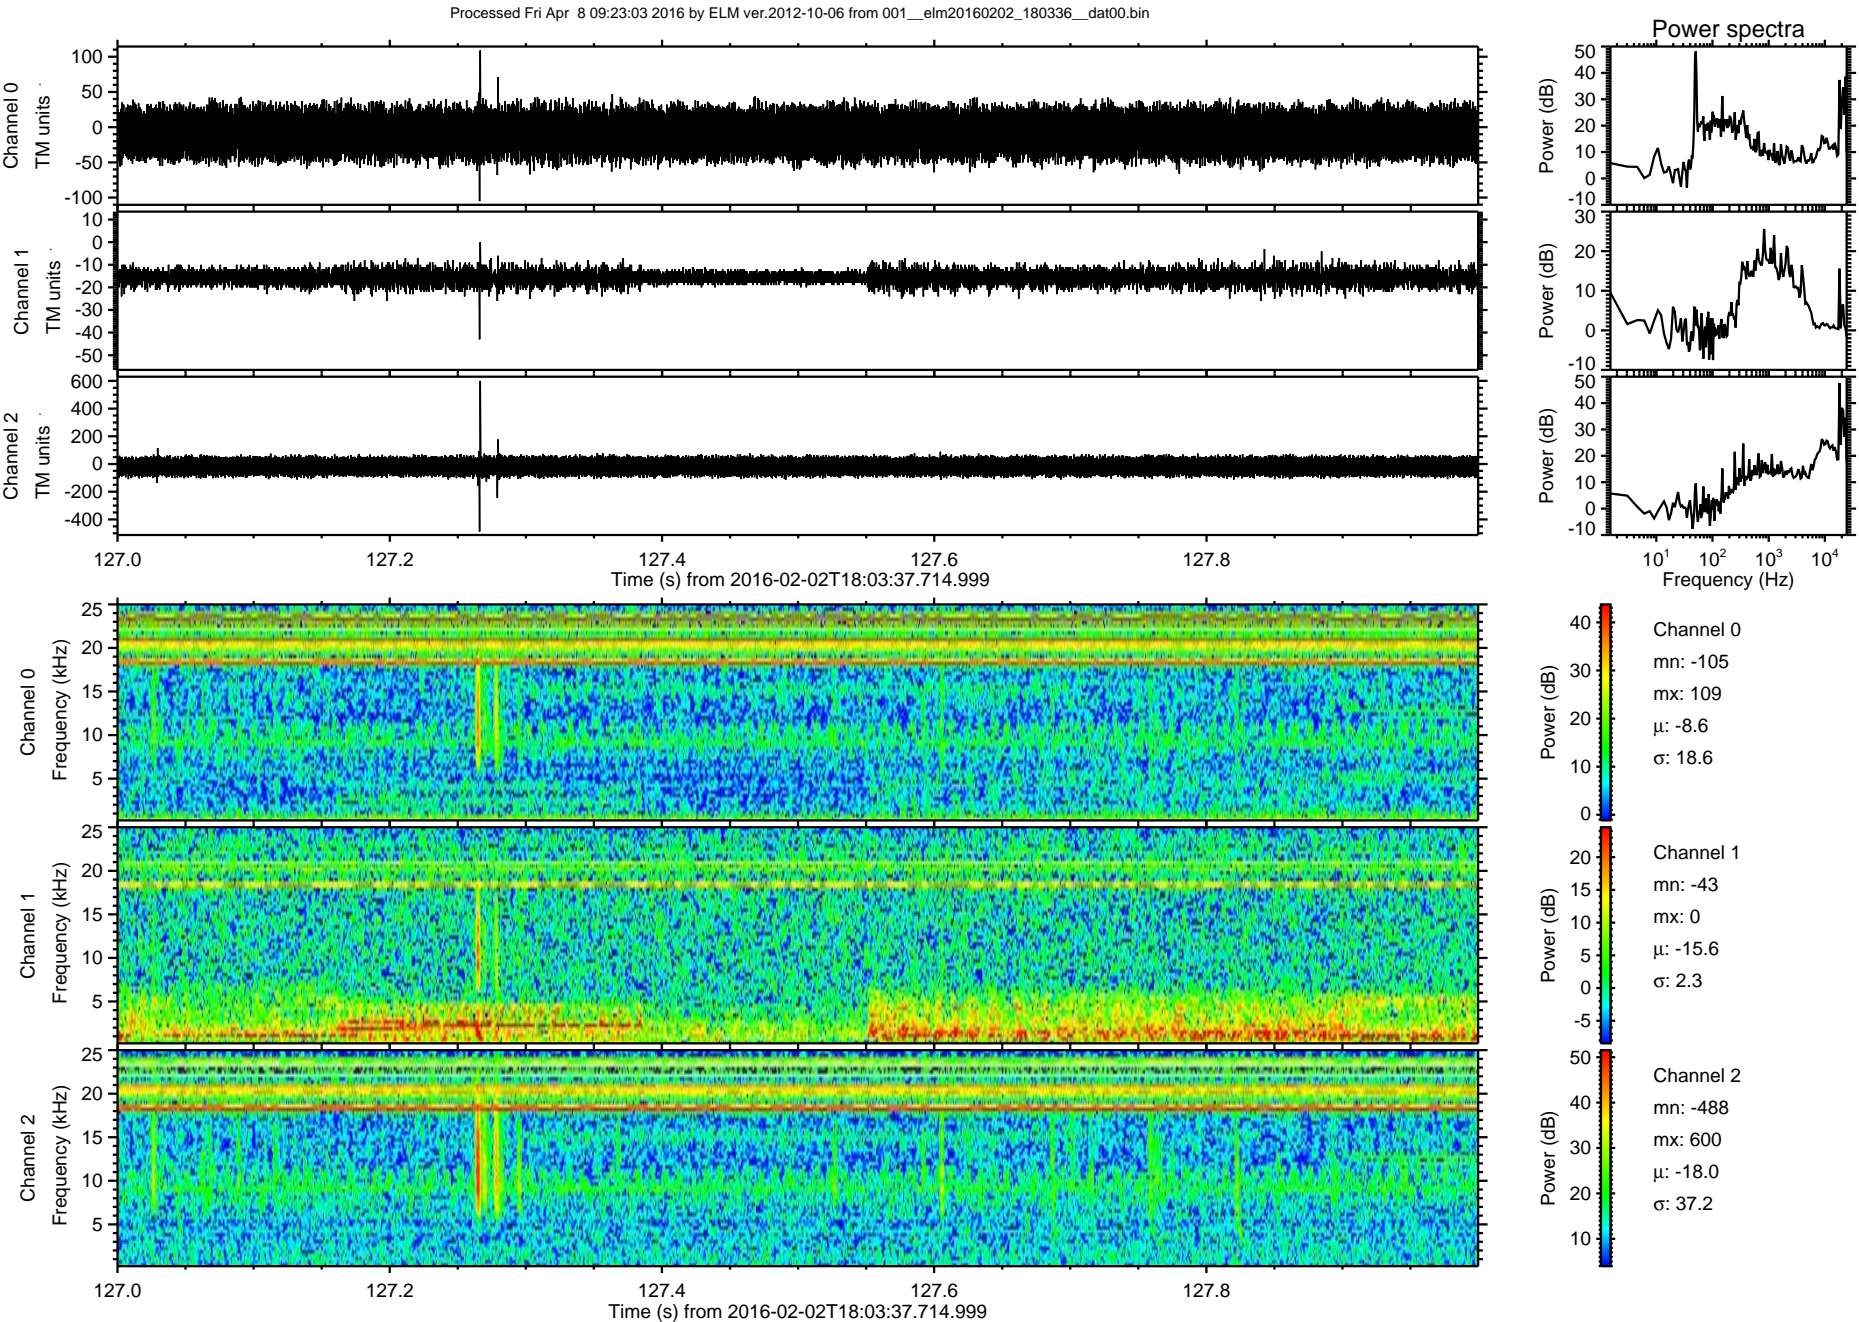 Processed Fri Apr  8 09:23:03 2016 by ELM ver.2012-10-06 from 001__elm20160202_180336__dat00.bin
Power spectra
Channel 0
TM units
100
50
0
-50
-100
Power (dB)
50
40
30
20
10
0
-10
Channel 1
TM units
10
0
-10
-20
-30
-40
-50
Power (dB)
30
20
10
0
-10
Channel 2
TM units
600
400
200
0
-200
-400
Power (dB)
50
40
30
20
10
0
-10
127.0 127.2 127.4 127.6 127.8
Time (s) from 2016-02-02T18:03:37.714.999
10¹ 10² 10³ 10⁴
Frequency (Hz)
Channel 0
Frequency (kHz)
25
20
15
10
5
Power (dB)
40
30
20
10
0
Channel 0
mn: -105
mx: 109
μ: -8.6
σ: 18.6
Channel 1
Frequency (kHz)
25
20
15
10
5
Power (dB)
20
15
10
5
0
-5
Channel 1
mn: -43
mx: 0
μ: -15.6
σ: 2.3
Channel 2
Frequency (kHz)
25
20
15
10
5
Power (dB)
50
40
30
20
10
Channel 2
mn: -488
mx: 600
μ: -18.0
σ: 37.2
127.0 127.2 127.4 127.6 127.8
Time (s) from 2016-02-02T18:03:37.714.999